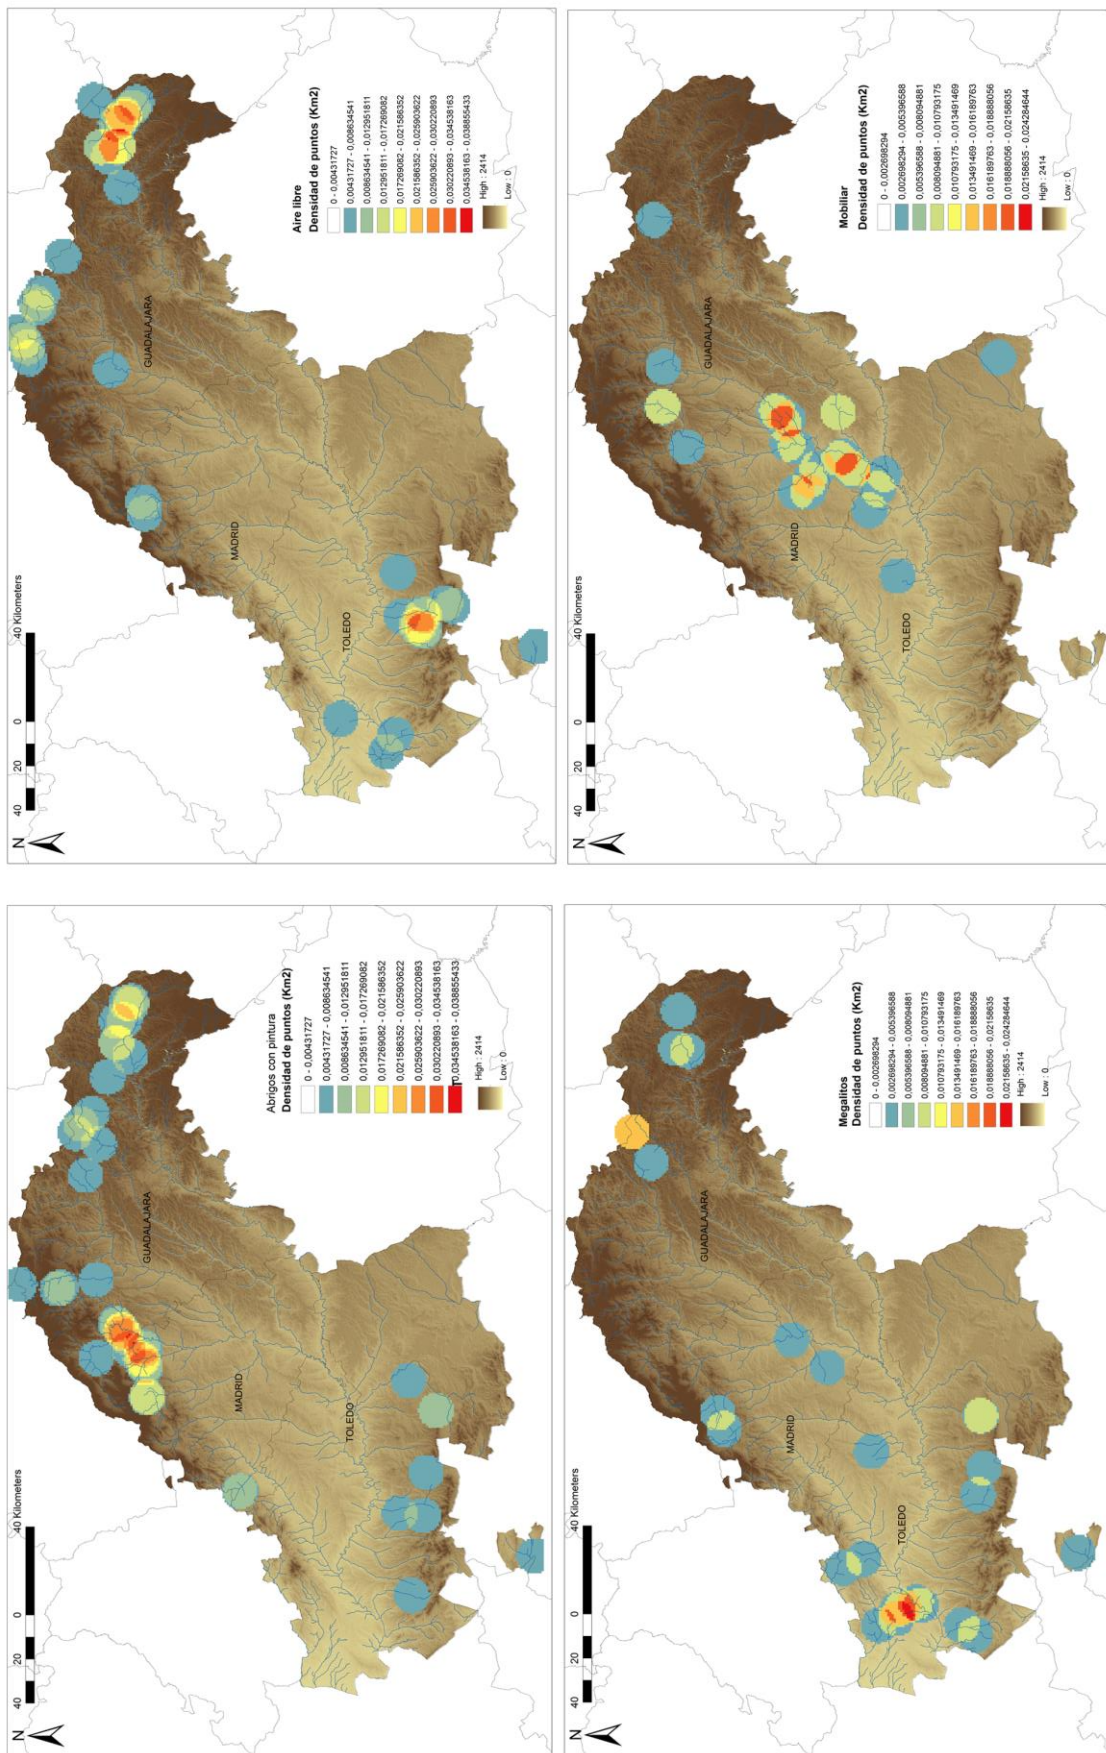 N
40 20 0 40 Kilometers
GUADALAJARA
MADRID
TOLEDO
Abrigos con pintura
Densidad de puntos (Km2)
0 - 0,00431727
0,00431727 - 0,008634541
0,008634541 - 0,012951811
0,012951811 - 0,017269082
0,017269082 - 0,021586352
0,021586352 - 0,025903622
0,025903622 - 0,030220893
0,030220893 - 0,034538163
0,034538163 - 0,038855433
High : 2414
Low : 0
N
40 20 0 40 Kilometers
GUADALAJARA
MADRID
TOLEDO
Aire libre
Densidad de puntos (Km2)
0 - 0,00431727
0,00431727 - 0,008634541
0,008634541 - 0,012951811
0,012951811 - 0,017269082
0,017269082 - 0,021586352
0,021586352 - 0,025903622
0,025903622 - 0,030220893
0,030220893 - 0,034538163
0,034538163 - 0,038855433
High : 2414
Low : 0
N
40 20 0 40 Kilometers
GUADALAJARA
MADRID
TOLEDO
Megalitos
Densidad de puntos (Km2)
0 - 0,002698294
0,002698294 - 0,005396588
0,005396588 - 0,008094881
0,008094881 - 0,010793175
0,010793175 - 0,013491469
0,013491469 - 0,016189763
0,016189763 - 0,018888056
0,018888056 - 0,02158635
0,02158635 - 0,024284644
High : 2414
Low : 0
N
40 20 0 40 Kilometers
GUADALAJARA
MADRID
TOLEDO
Mobiliar
Densidad de puntos (Km2)
0 - 0,002698294
0,002698294 - 0,005396588
0,005396588 - 0,008094881
0,008094881 - 0,010793175
0,010793175 - 0,013491469
0,013491469 - 0,016189763
0,016189763 - 0,018888056
0,018888056 - 0,02158635
0,02158635 - 0,024284644
High : 2414
Low : 0